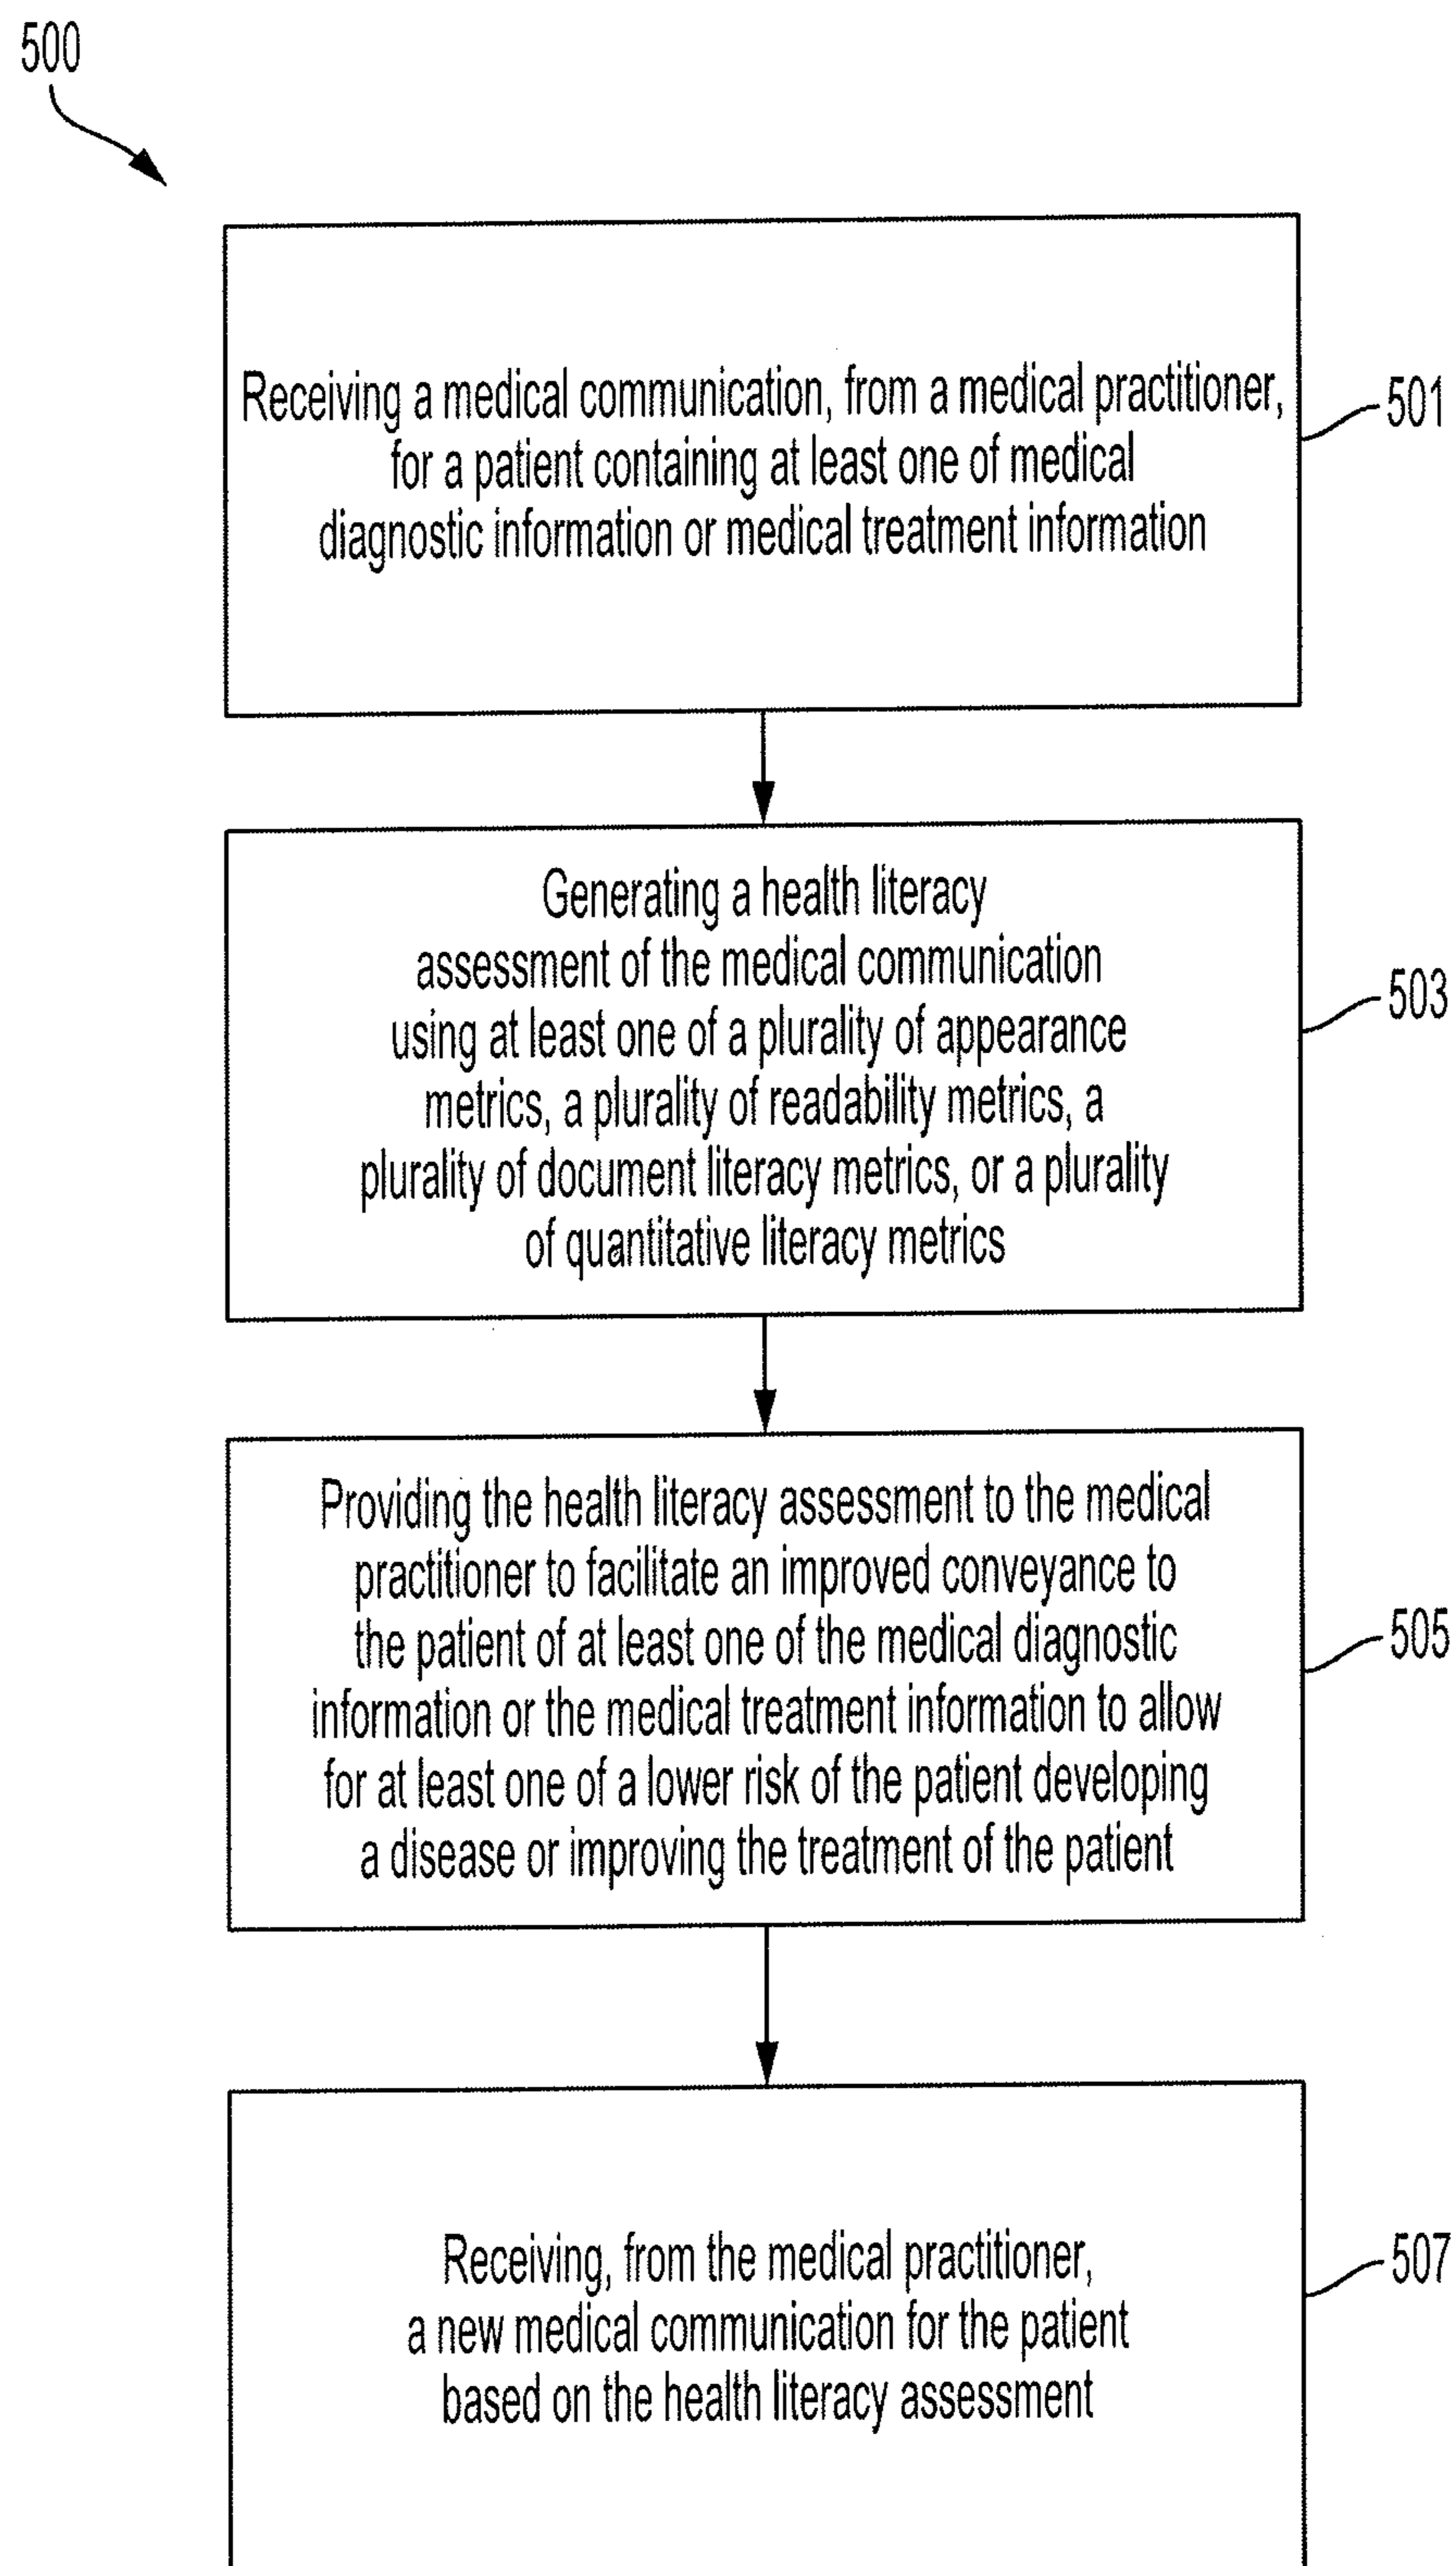 500
Receiving a medical communication, from a medical practitioner,
for a patient containing at least one of medical
diagnostic information or medical treatment information
501
Generating a health literacy
assessment of the medical communication
using at least one of a plurality of appearance
metrics, a plurality of readability metrics, a
plurality of document literacy metrics, or a plurality
of quantitative literacy metrics
503
Providing the health literacy assessment to the medical
practitioner to facilitate an improved conveyance to
the patient of at least one of the medical diagnostic
information or the medical treatment information to allow
for at least one of a lower risk of the patient developing
a disease or improving the treatment of the patient
505
Receiving, from the medical practitioner,
a new medical communication for the patient
based on the health literacy assessment
507